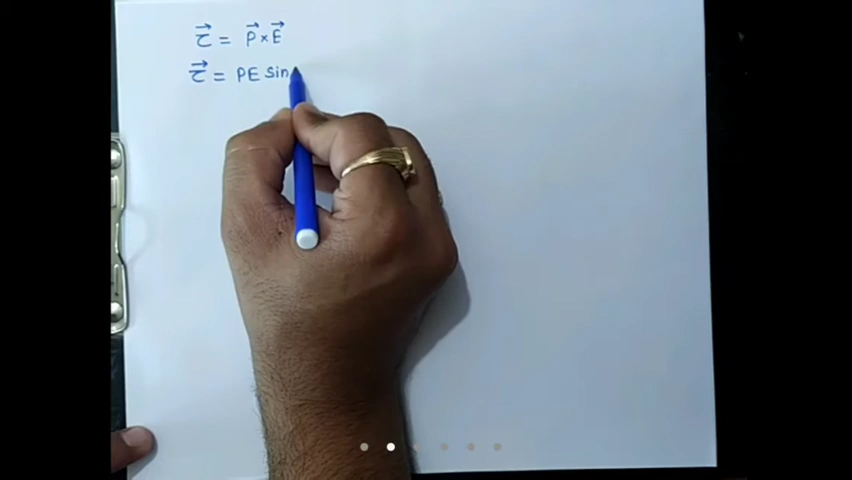 τ⃗ = P⃗ × E⃗
τ⃗ = PE Sin